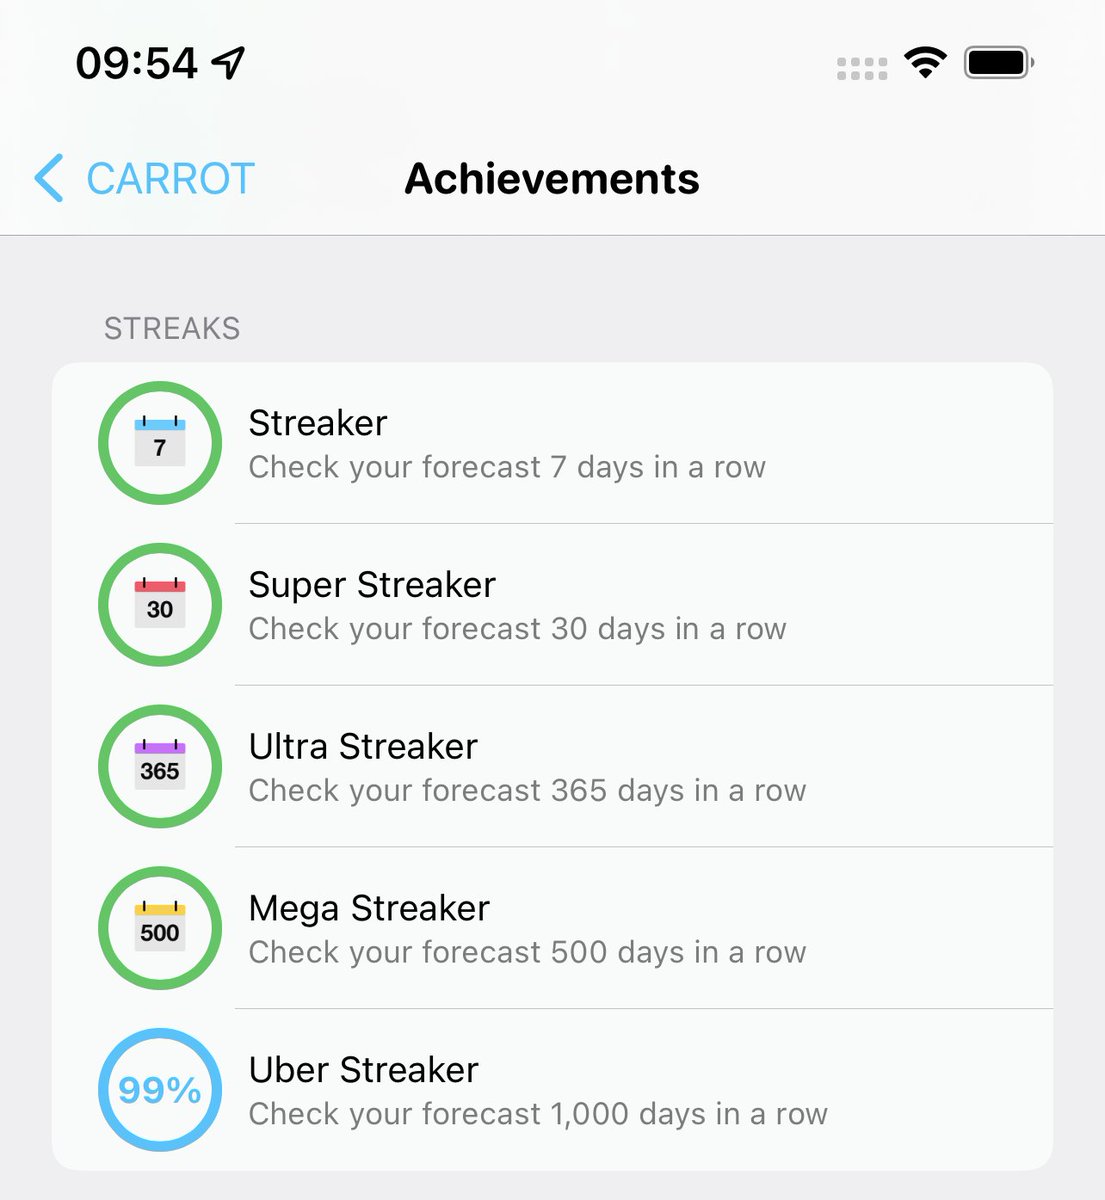 09:54
CARROT
Achievements
STREAKS
7
Streaker
Check your forecast 7 days in a row
30
Super Streaker
Check your forecast 30 days in a row
365
Ultra Streaker
Check your forecast 365 days in a row
500
Mega Streaker
Check your forecast 500 days in a row
99%
Uber Streaker
Check your forecast 1,000 days in a row